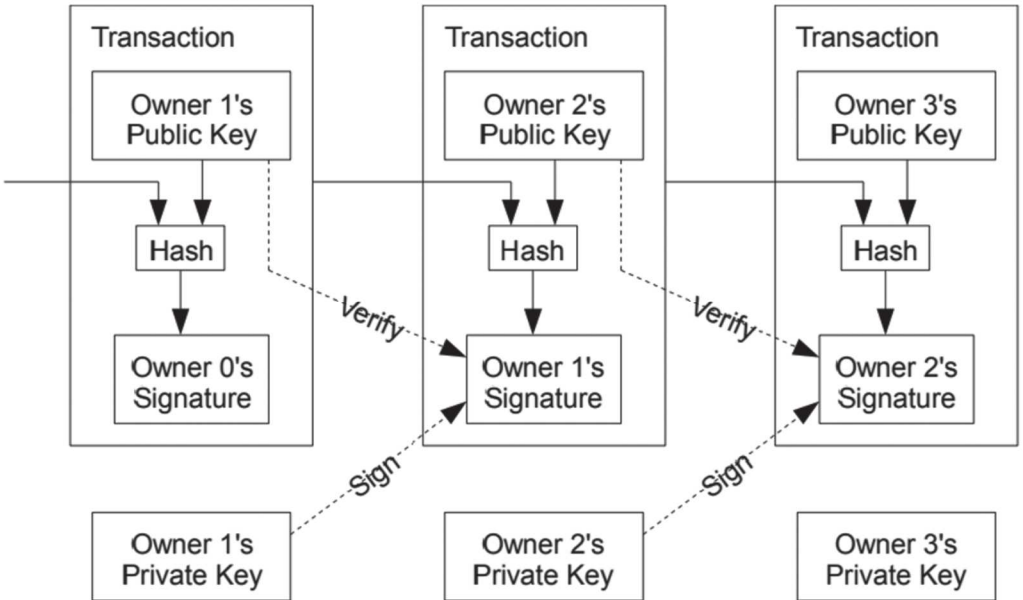 Transaction
Owner 1's
Public Key
Hash
Verify
Owner 0's
Signature
Sign
Owner 1's
Private Key
Transaction
Owner 2's
Public Key
Hash
Verify
Owner 1's
Signature
Sign
Owner 2's
Private Key
Transaction
Owner 3's
Public Key
Hash
Owner 2's
Signature
Owner 3's
Private Key